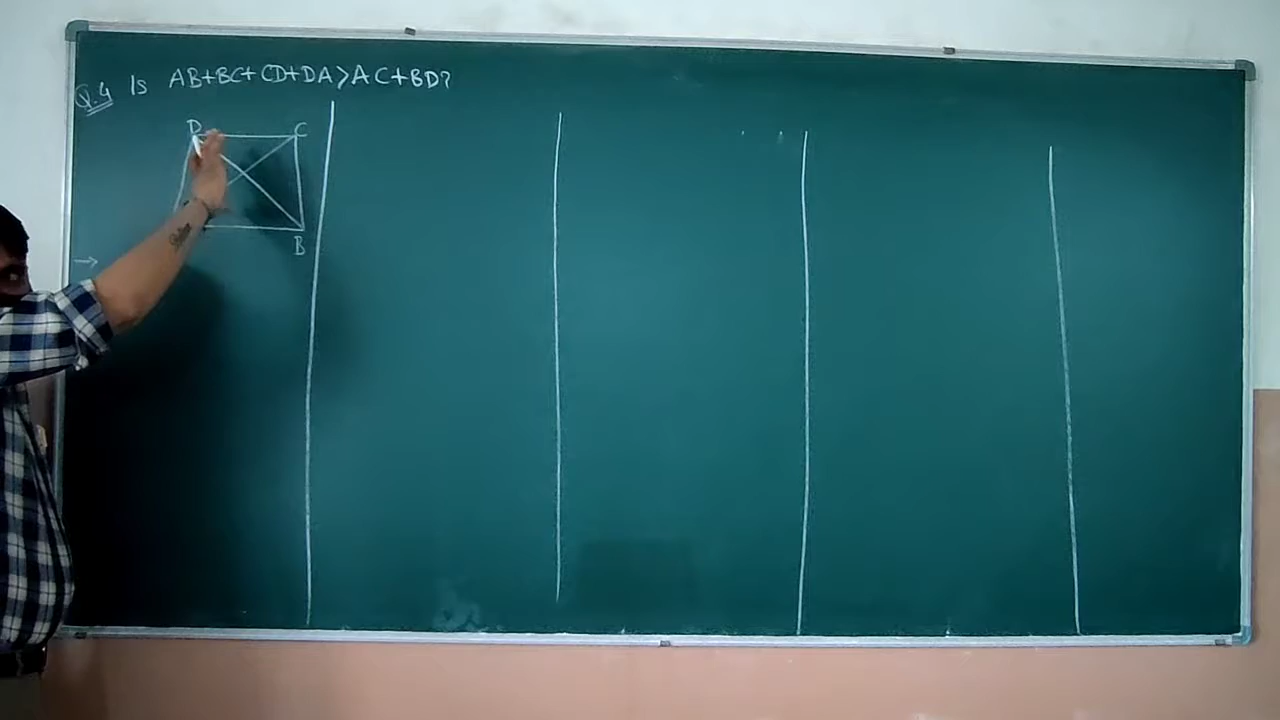 Q.4 Is AB+BC+CD+DA>AC+BD?
D C
B
→